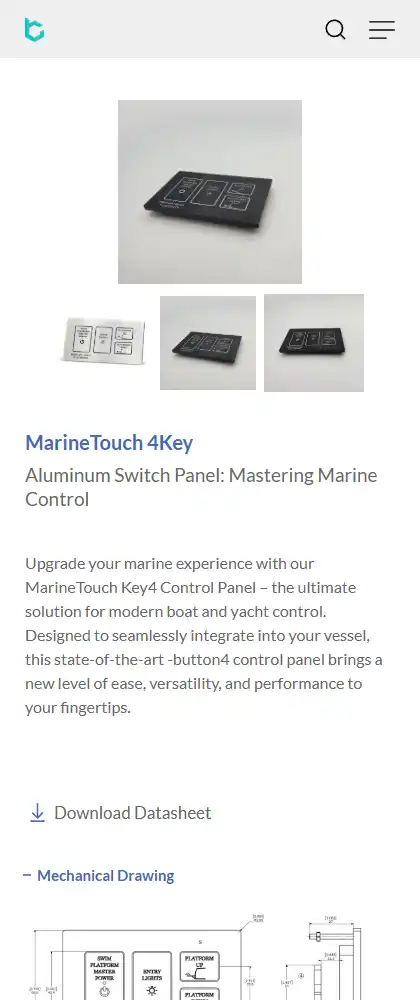 MarineTouch 4Key
Aluminum Switch Panel: Mastering Marine
Control
Upgrade your marine experience with our
MarineTouch Key4 Control Panel – the ultimate
solution for modern boat and yacht control.
Designed to seamlessly integrate into your vessel,
this state-of-the-art -button4 control panel brings a
new level of ease, versatility, and performance to
your fingertips.
Download Datasheet
– Mechanical Drawing
SWIM
PLATFORM
MASTER
POWER
ENTRY
LIGHTS
PLATFORM
UP